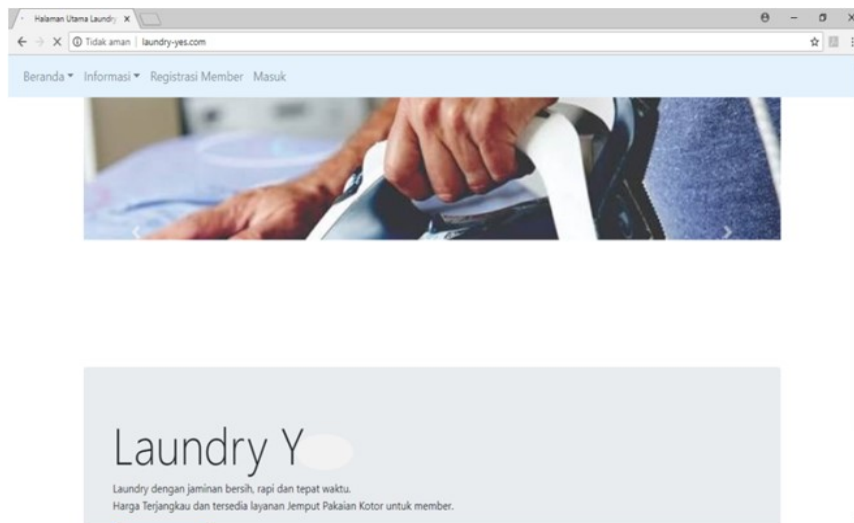 Halaman Utama Laundry
Tidak aman | laundry-yes.com
Beranda Informasi Registrasi Member Masuk
Laundry Y
Laundry dengan jaminan bersih, rapi dan tepat waktu.
Harga Terjangkau dan tersedia layanan Jemput Pakaian Kotor untuk member.